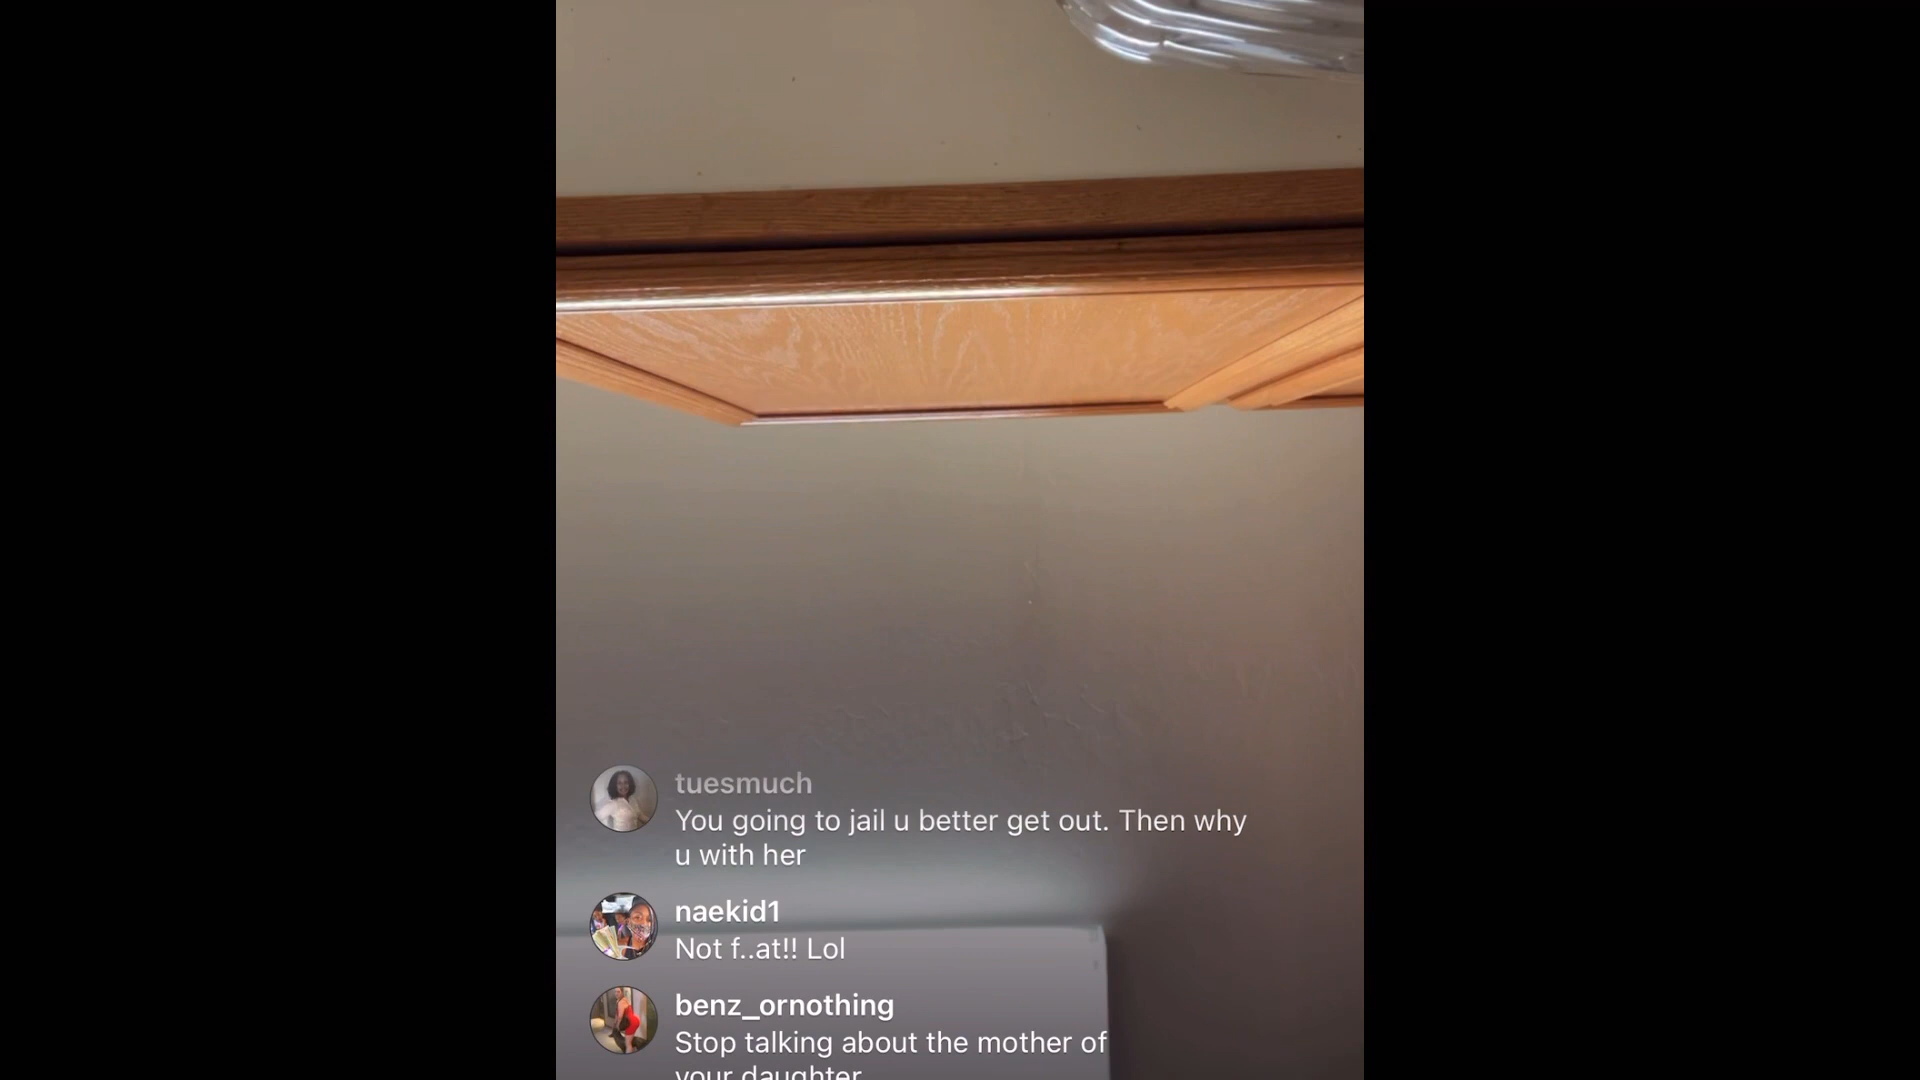 tuesmuch
You going to jail u better get out. Then why
u with her
naekid1
Not f..at!! Lol
benz_ornothing
Stop talking about the mother of
your daughter